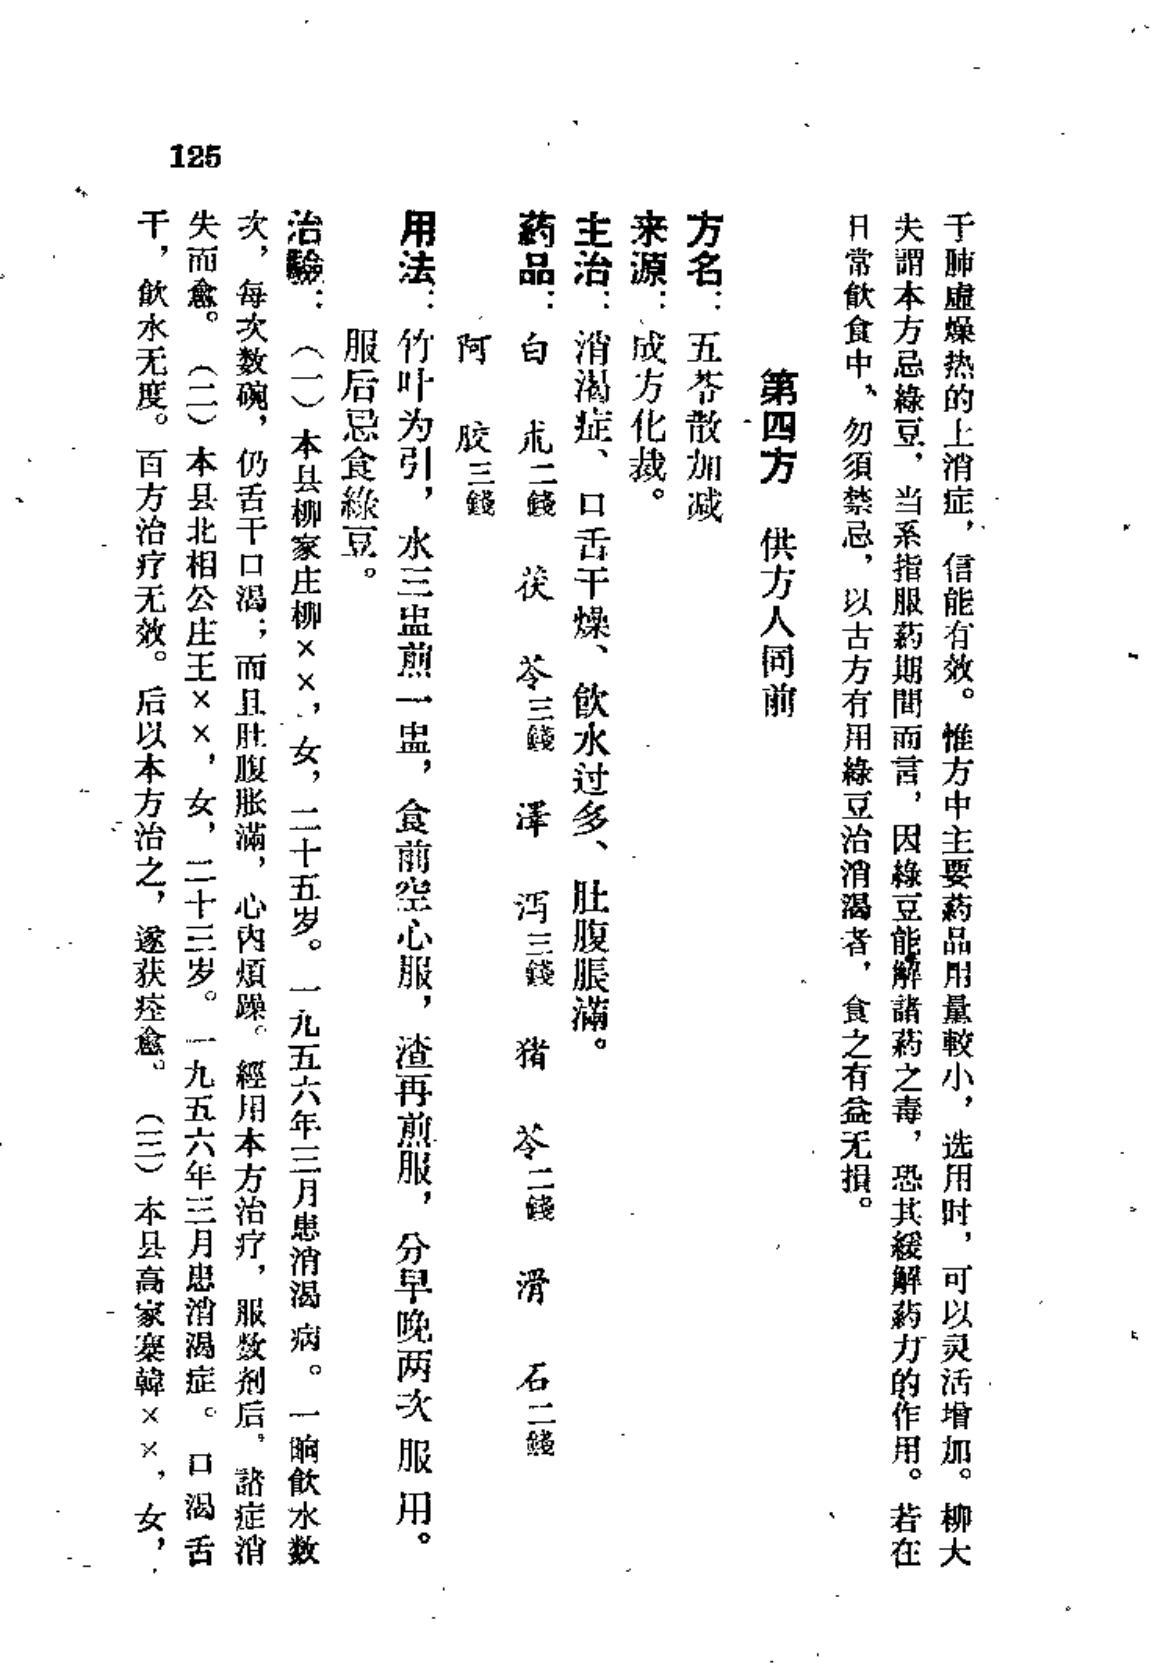 于肺虛燥热的上消症，信能有效。惟方中主要葯品用量較小，选用时，可以灵活增加。柳大
夫謂本方忌綠豆，当系指服葯期間而言，因綠豆能解諸葯之毒，恐其緩解葯力的作用。若在
日常飲食中、勿須禁忌，以古方有用綠豆治消渴者，食之有益无損。
第四方　供方人同前
方名：五苓散加减
来源：成方化裁。
主治：消渴症、口舌干燥、飲水过多、肚腹脹滿。
葯品：白　朮二錢　茯　苓三錢　澤　泻三錢　猪　苓二錢　滑　石二錢
阿　胶三錢
用法：竹叶为引，水三盅煎一盅，食前空心服，渣再煎服，分早晚两次服用。
服后忌食綠豆。
治驗：（一）本县柳家庄柳××，女，二十五岁。一九五六年三月患消渴病。一晌飲水数
次，每次数碗，仍舌干口渴；而且肚腹胀滿，心內煩躁。經用本方治疗，服数剂后。諸症消
失而愈。（二）本县北相公庄王××，女，二十三岁。一九五六年三月患消渴症。口渴舌
干，飲水无度。百方治疗无效。后以本方治之，遂获痊愈。（三）本县高家寨韓××，女，
125